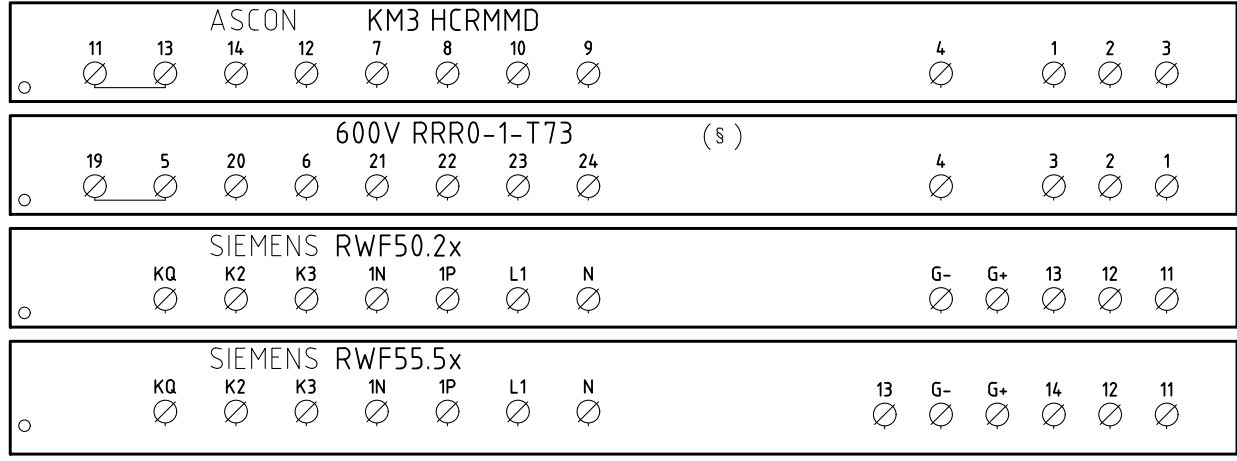 ASCON KM3 HCRMMD
11 13 14 12 7 8 10 9 4 1 2 3
600V RRR0-1-T73 (§)
19 5 20 6 21 22 23 24 4 3 2 1
SIEMENS RWF50.2x
KQ K2 K3 1N 1P L1 N G- G+ 13 12 11
SIEMENS RWF55.5x
KQ K2 K3 1N 1P L1 N 13 G- G+ 14 12 11